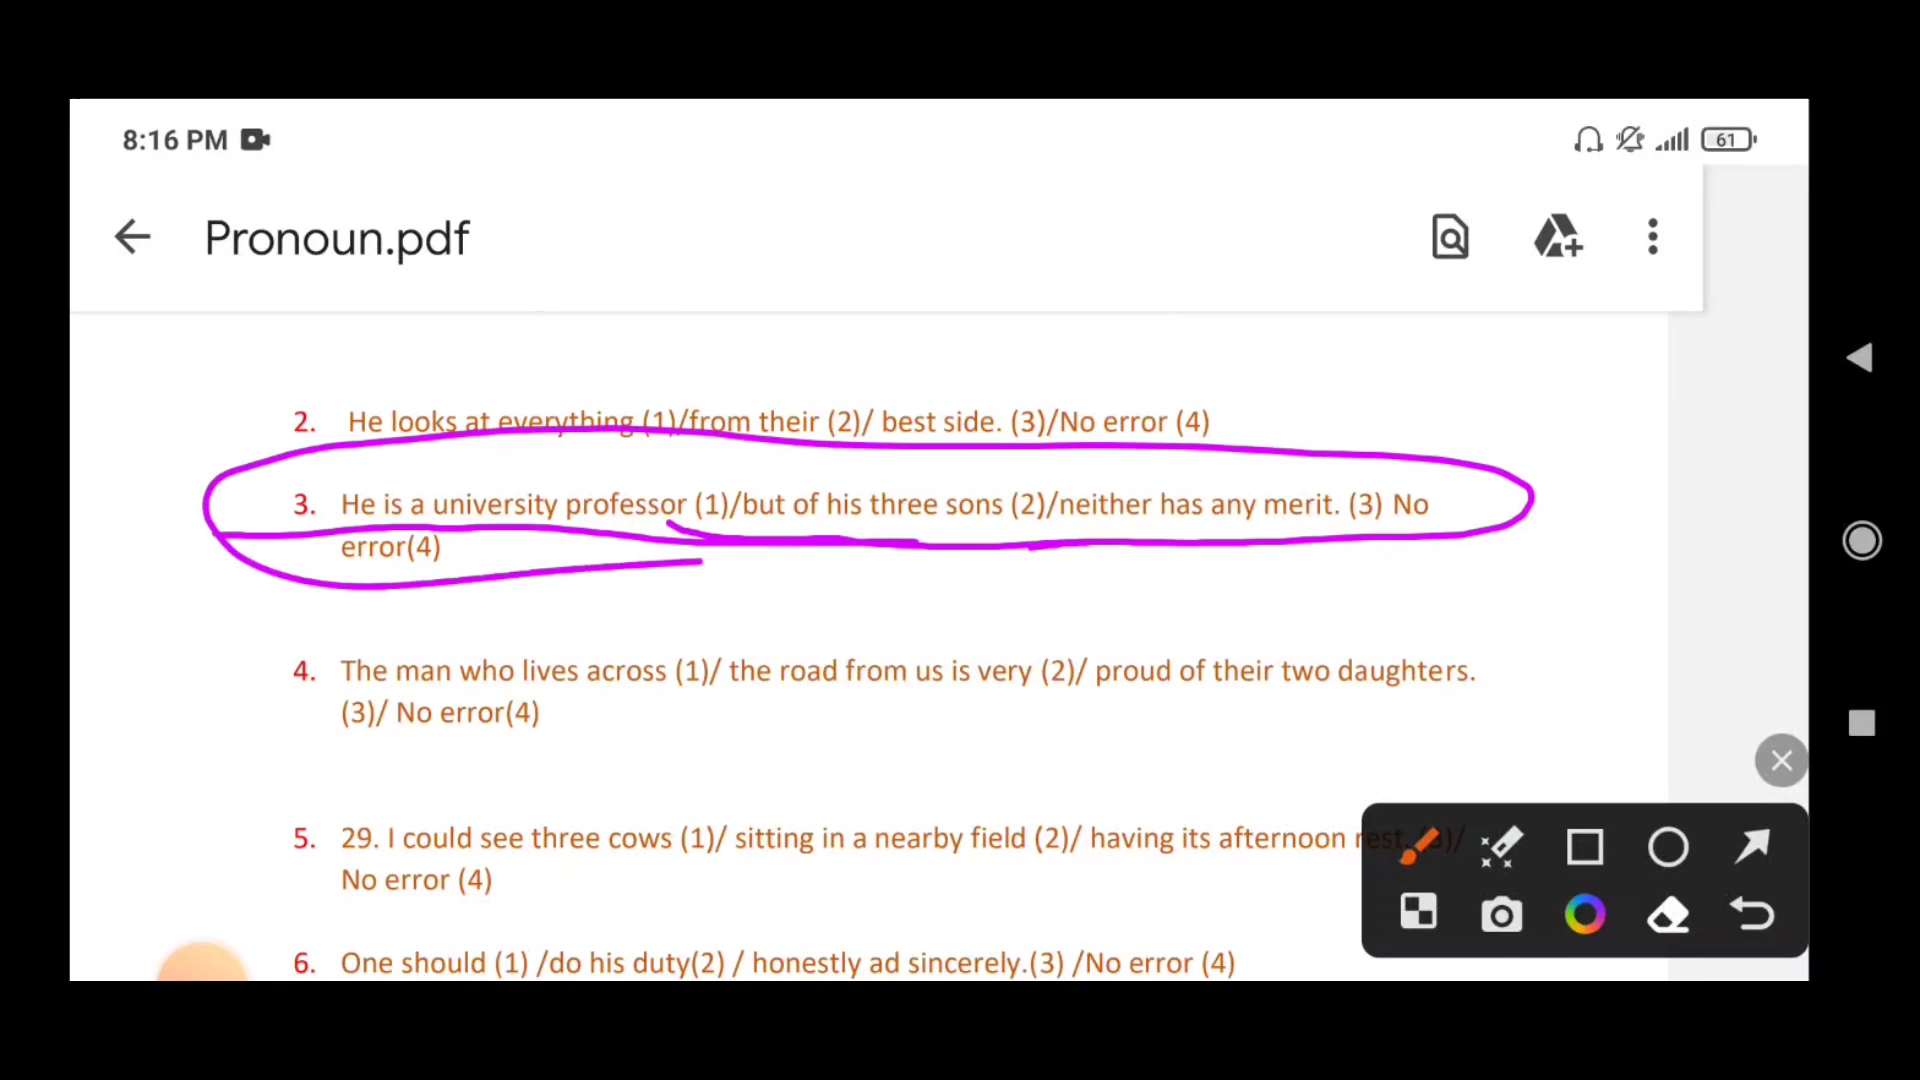 8:16 PM
61
Pronoun.pdf
2. He looks at everything (1)/from their (2)/ best side. (3)/No error (4)
3. He is a university professor (1)/but of his three sons (2)/neither has any merit. (3) No
error(4)
4. The man who lives across (1)/ the road from us is very (2)/ proud of their two daughters.
(3)/ No error(4)
5. 29. I could see three cows (1)/ sitting in a nearby field (2)/ having its afternoon rest. (3)/
No error (4)
6. One should (1) /do his duty(2) / honestly ad sincerely.(3) /No error (4)